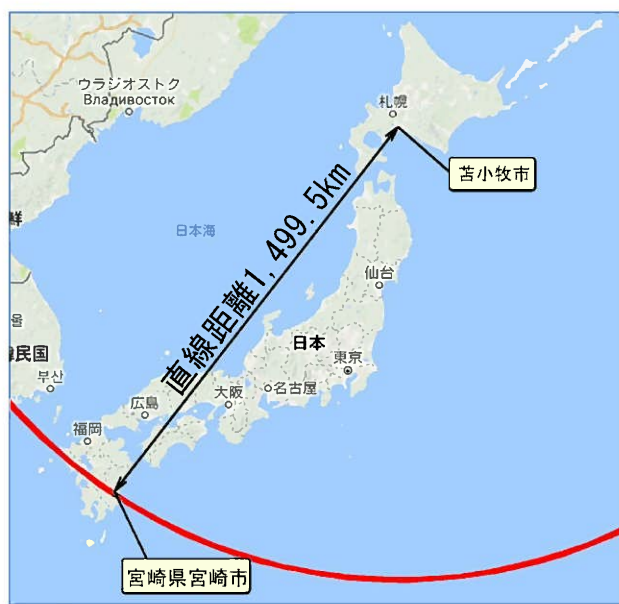 ウラジオストク
Владивосток
札幌
苫小牧市
直線距離1,499.5km
日本海
仙台
鮮
울
日本
東京
民国
부산
名古屋
大阪
広島
福岡
宮崎県宮崎市